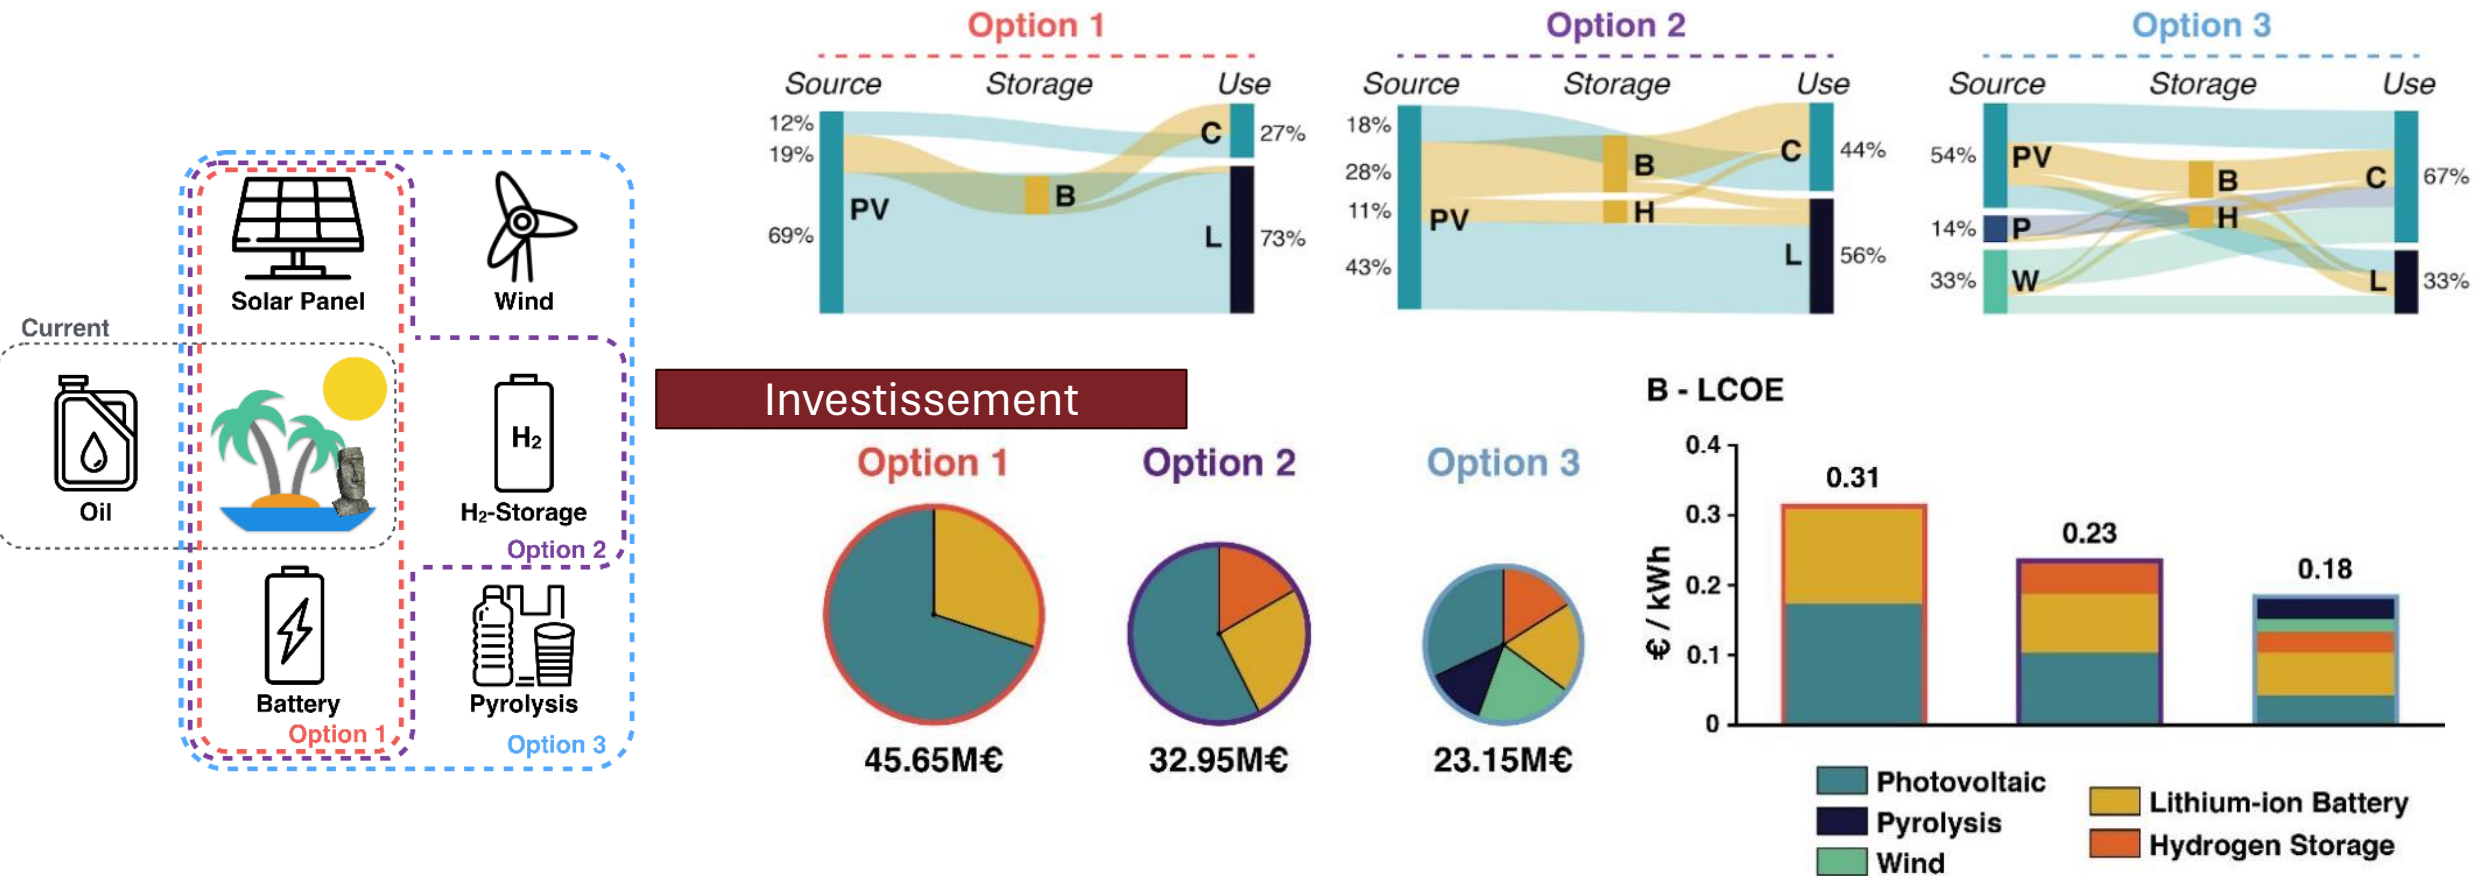 Current
Oil
Solar Panel
Wind
H₂
H₂-Storage
Option 2
Battery
Option 1
Pyrolysis
Option 3
Option 1
Source Storage Use
12%
19%
69%
PV
B
C
27%
L
73%
Option 2
Source Storage Use
18%
28%
11%
43%
PV
B
H
C
44%
L
56%
Option 3
Source Storage Use
54%
14%
33%
PV
P
W
B
H
C
67%
L
33%
Investissement
Option 1
45.65M€
Option 2
32.95M€
Option 3
23.15M€
B - LCOE
€ / kWh
0.4
0.3
0.2
0.1
0
0.31
0.23
0.18
Photovoltaic
Pyrolysis
Wind
Lithium-ion Battery
Hydrogen Storage